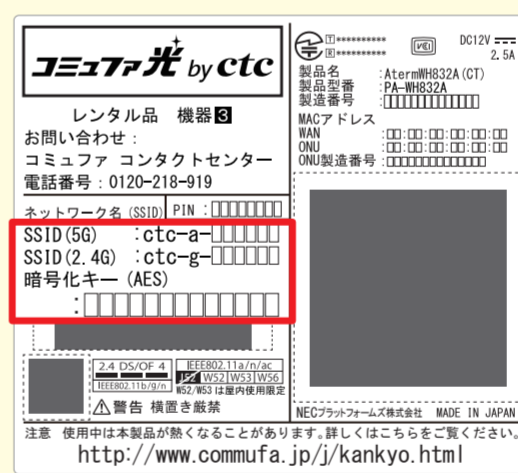 コミュファ光 by ctc
レンタル品 機器3
お問い合わせ：
コミュファ コンタクトセンター
電話番号：0120-218-919
ネットワーク名 (SSID) PIN ：□□□□□□□□
SSID(5G) :ctc-a-□□□□□□
SSID(2.4G) :ctc-g-□□□□□□
暗号化キー (AES)
:□□□□□□□□□□□□□
2.4 DS/OF 4
IEEE802.11b/g/n
IEEE802.11a/n/ac
J52 W52 W53 W56
W52/W53 は屋内使用限定
⚠警告 横置き厳禁
T **********
R **********
VCCI
DC12V
2.5A
製品名 :AtermWH832A(CT)
製品型番 :PA-WH832A
製造番号 :□□□□□□□□□□□□□
MACアドレス
WAN :□□:□□:□□:□□:□□:□□
ONU :□□:□□:□□:□□:□□:□□
ONU製造番号:□□□□□□□□□□□□□
NECプラットフォームズ株式会社 MADE IN JAPAN
注意 使用中は本製品が熱くなることがあります。詳しくはこちらをご覧ください。
http://www.commufa.jp/j/kankyo.html